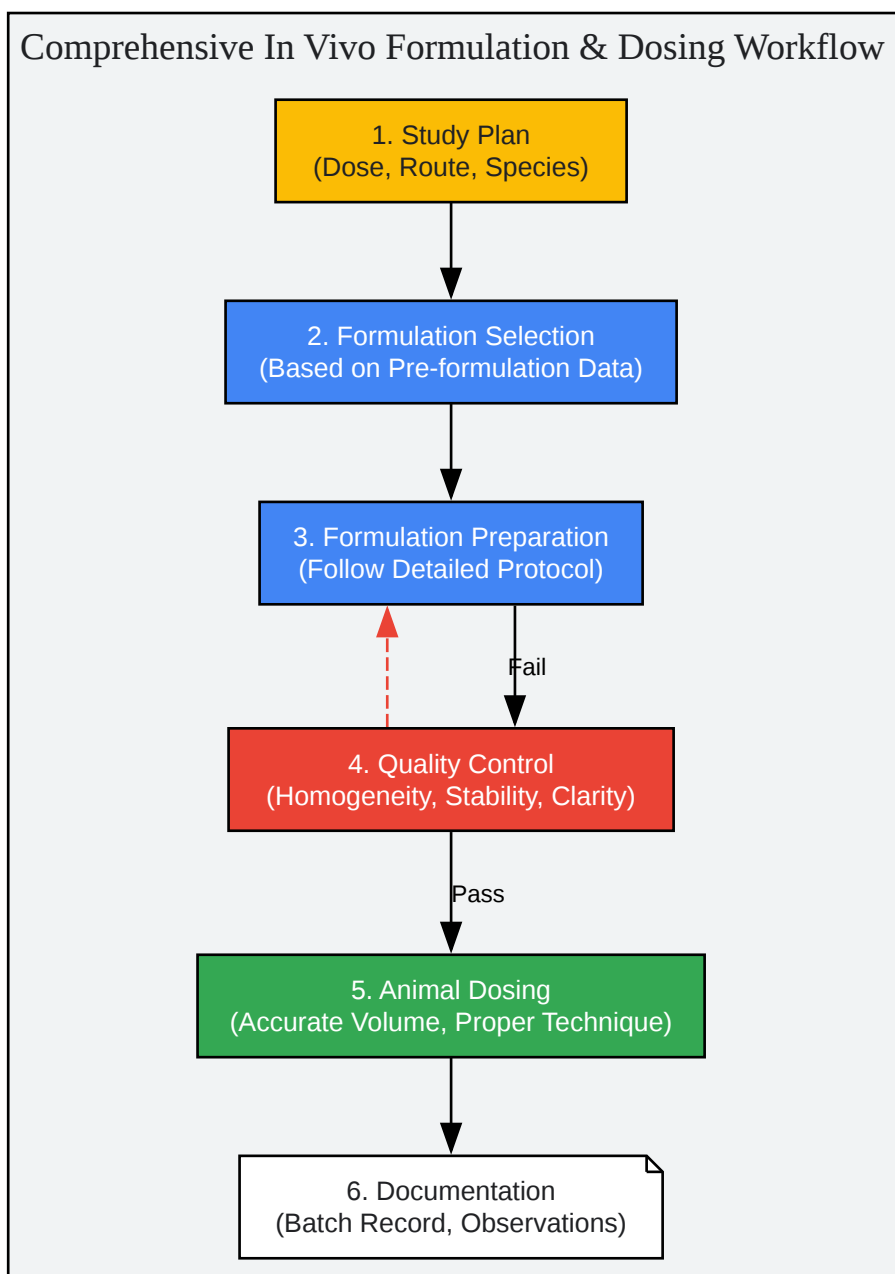 Comprehensive In Vivo Formulation & Dosing Workflow
1. Study Plan
(Dose, Route, Species)
2. Formulation Selection
(Based on Pre-formulation Data)
3. Formulation Preparation
(Follow Detailed Protocol)
Fail
4. Quality Control
(Homogeneity, Stability, Clarity)
Pass
5. Animal Dosing
(Accurate Volume, Proper Technique)
6. Documentation
(Batch Record, Observations)